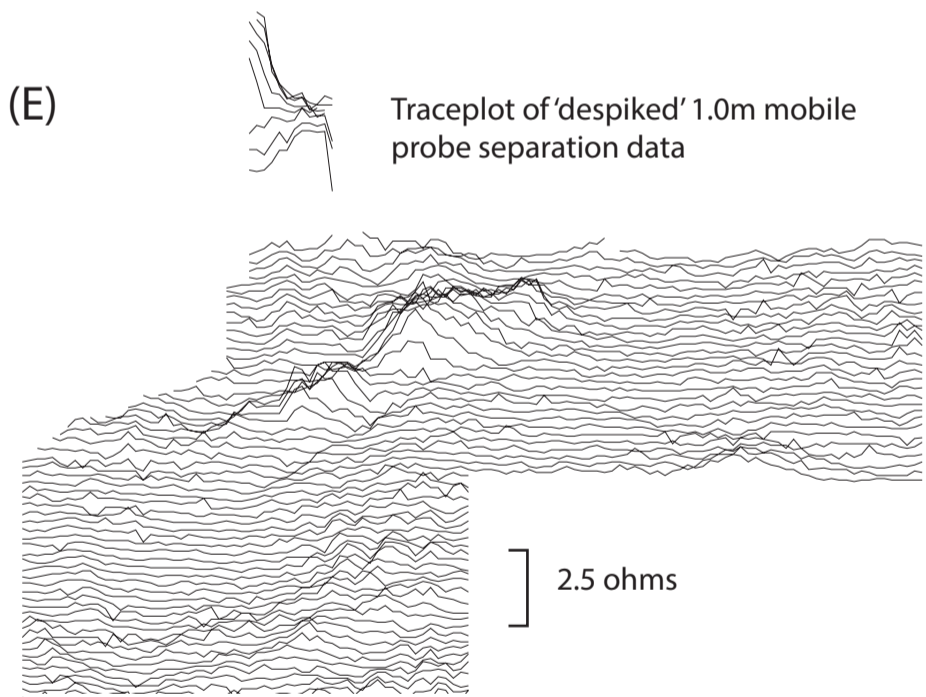 (E)
Traceplot of 'despiked' 1.0m mobile
probe separation data
2.5 ohms